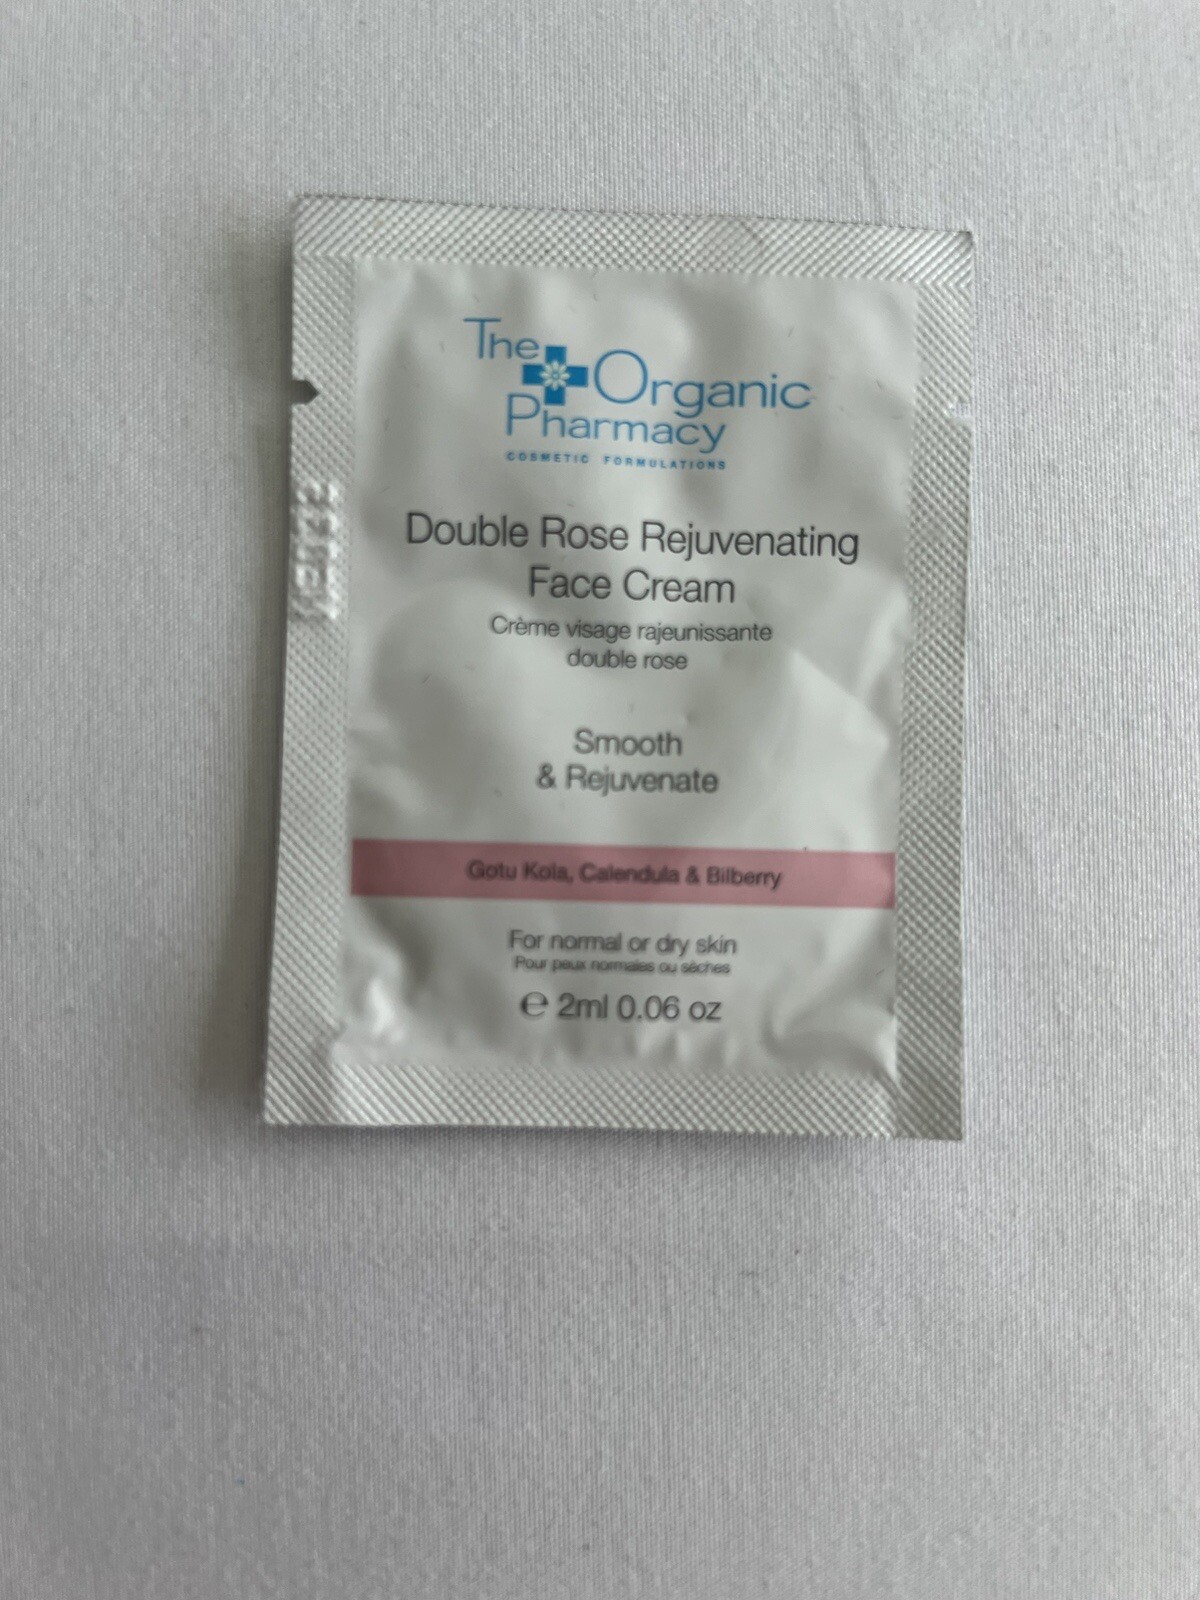 The Organic
Pharmacy
COSMETIC FORMULATIONS
Double Rose Rejuvenating
Face Cream
Crème visage rajeunissante
double rose
Smooth
& Rejuvenate
Gotu Kola, Calendula & Bilberry
For normal or dry skin
Pour peux normales ou sèches
℮ 2ml 0.06 oz